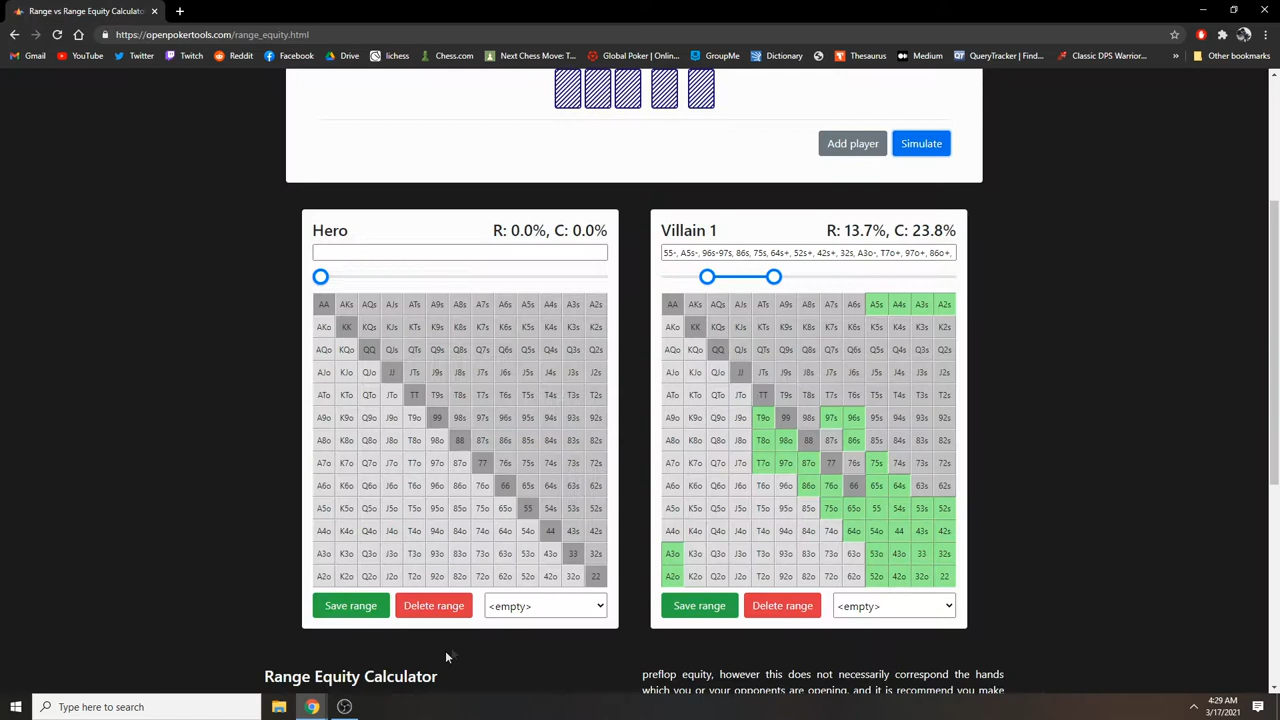 Range vs Range Equity Calculato
https://openpokertools.com/range_equity.html
Gmail YouTube Twitter Twitch Reddit Facebook Drive lichess Chess.com Next Chess Move: T... Global Poker | Onlin... GroupMe Dictionary Thesaurus Medium QueryTracker | Fin... Classic DPS Warrior... Other bookmarks
Add player Simulate
Hero R: 0.0%, C: 0.0%
AA AKs AQs AJs ATs A9s A8s A7s A6s A5s A4s A3s A2s
AKo KK KQs KJs KTs K9s K8s K7s K6s K5s K4s K3s K2s
AQo KQo QQ QJs QTs Q9s Q8s Q7s Q6s Q5s Q4s Q3s Q2s
AJo KJo QJo JJ JTs J9s J8s J7s J6s J5s J4s J3s J2s
ATo KTo QTo JTo TT T9s T8s T7s T6s T5s T4s T3s T2s
A9o K9o Q9o J9o T9o 99 98s 97s 96s 95s 94s 93s 92s
A8o K8o Q8o J8o T8o 98o 88 87s 86s 85s 84s 83s 82s
A7o K7o Q7o J7o T7o 97o 87o 77 76s 75s 74s 73s 72s
A6o K6o Q6o J6o T6o 96o 86o 76o 66 65s 64s 63s 62s
A5o K5o Q5o J5o T5o 95o 85o 75o 65o 55 54s 53s 52s
A4o K4o Q4o J4o T4o 94o 84o 74o 64o 54o 44 43s 42s
A3o K3o Q3o J3o T3o 93o 83o 73o 63o 53o 43o 33 32s
A2o K2o Q2o J2o T2o 92o 82o 72o 62o 52o 42o 32o 22
Save range Delete range <empty>
Villain 1 R: 13.7%, C: 23.8%
55-, A5s-, 96s-97s, 86s, 75s, 64s+, 52s+, 42s+, 32s, A3o-, T7o+, 97o+, 86o+,
AA AKs AQs AJs ATs A9s A8s A7s A6s A5s A4s A3s A2s
AKo KK KQs KJs KTs K9s K8s K7s K6s K5s K4s K3s K2s
AQo KQo QQ QJs QTs Q9s Q8s Q7s Q6s Q5s Q4s Q3s Q2s
AJo KJo QJo JJ JTs J9s J8s J7s J6s J5s J4s J3s J2s
ATo KTo QTo JTo TT T9s T8s T7s T6s T5s T4s T3s T2s
A9o K9o Q9o J9o T9o 99 98s 97s 96s 95s 94s 93s 92s
A8o K8o Q8o J8o T8o 98o 88 87s 86s 85s 84s 83s 82s
A7o K7o Q7o J7o T7o 97o 87o 77 76s 75s 74s 73s 72s
A6o K6o Q6o J6o T6o 96o 86o 76o 66 65s 64s 63s 62s
A5o K5o Q5o J5o T5o 95o 85o 75o 65o 55 54s 53s 52s
A4o K4o Q4o J4o T4o 94o 84o 74o 64o 54o 44 43s 42s
A3o K3o Q3o J3o T3o 93o 83o 73o 63o 53o 43o 33 32s
A2o K2o Q2o J2o T2o 92o 82o 72o 62o 52o 42o 32o 22
Save range Delete range <empty>
Range Equity Calculator
preflop equity, however this does not necessarily correspond the hands
which you or your opponents are opening, and it is recommend you make
Type here to search
4:29 AM
3/17/2021